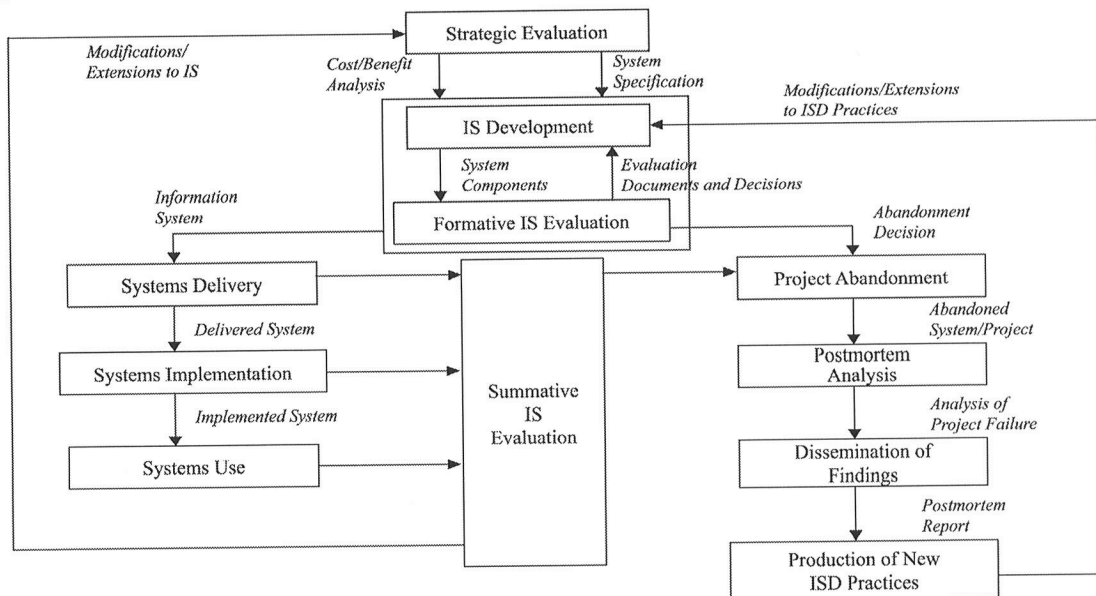 Strategic Evaluation
Modifications/
Extensions to IS
Cost/Benefit
Analysis
System
Specification
Modifications/Extensions
to ISD Practices
IS Development
System
Components
Evaluation
Documents and Decisions
Information
System
Formative IS Evaluation
Abandonment
Decision
Systems Delivery
Project Abandonment
Delivered System
Abandoned
System/Project
Systems Implementation
Postmortem
Analysis
Summative
IS
Evaluation
Implemented System
Analysis of
Project Failure
Systems Use
Dissemination of
Findings
Postmortem
Report
Production of New
ISD Practices